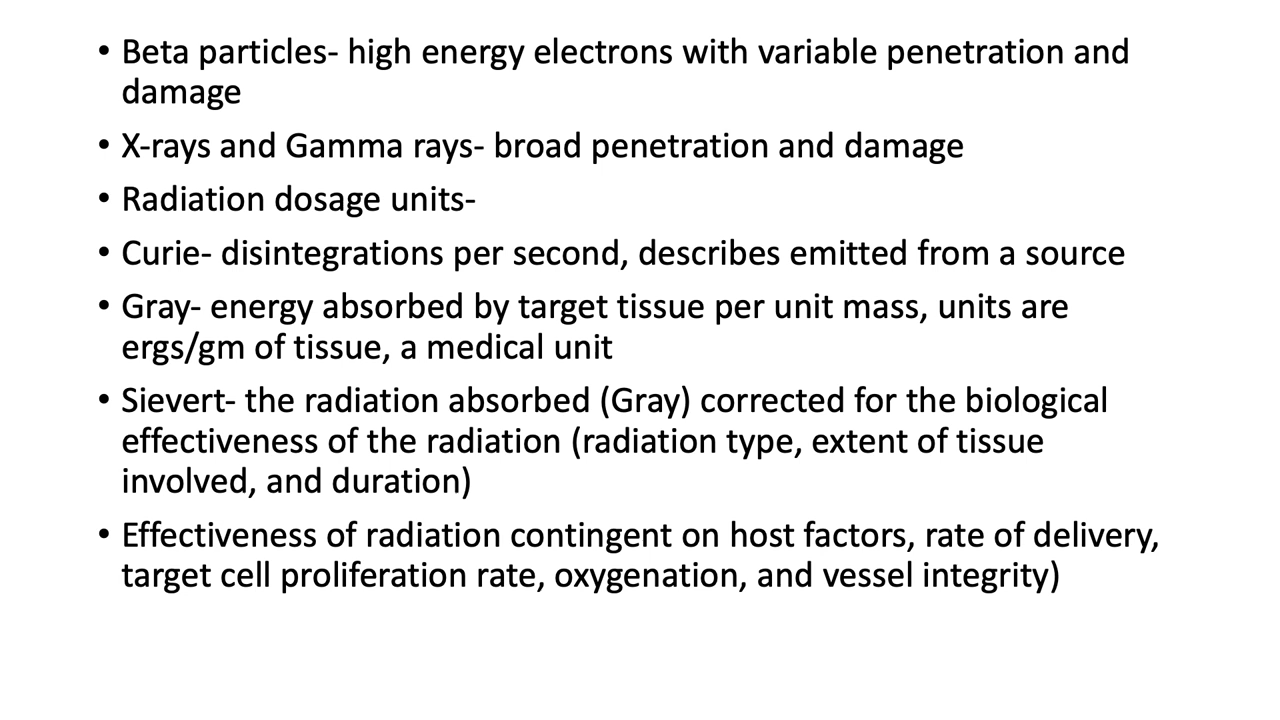 • Beta particles- high energy electrons with variable penetration and
damage
• X-rays and Gamma rays- broad penetration and damage
• Radiation dosage units-
• Curie- disintegrations per second, describes emitted from a source
• Gray- energy absorbed by target tissue per unit mass, units are
ergs/gm of tissue, a medical unit
• Sievert- the radiation absorbed (Gray) corrected for the biological
effectiveness of the radiation (radiation type, extent of tissue
involved, and duration)
• Effectiveness of radiation contingent on host factors, rate of delivery,
target cell proliferation rate, oxygenation, and vessel integrity)